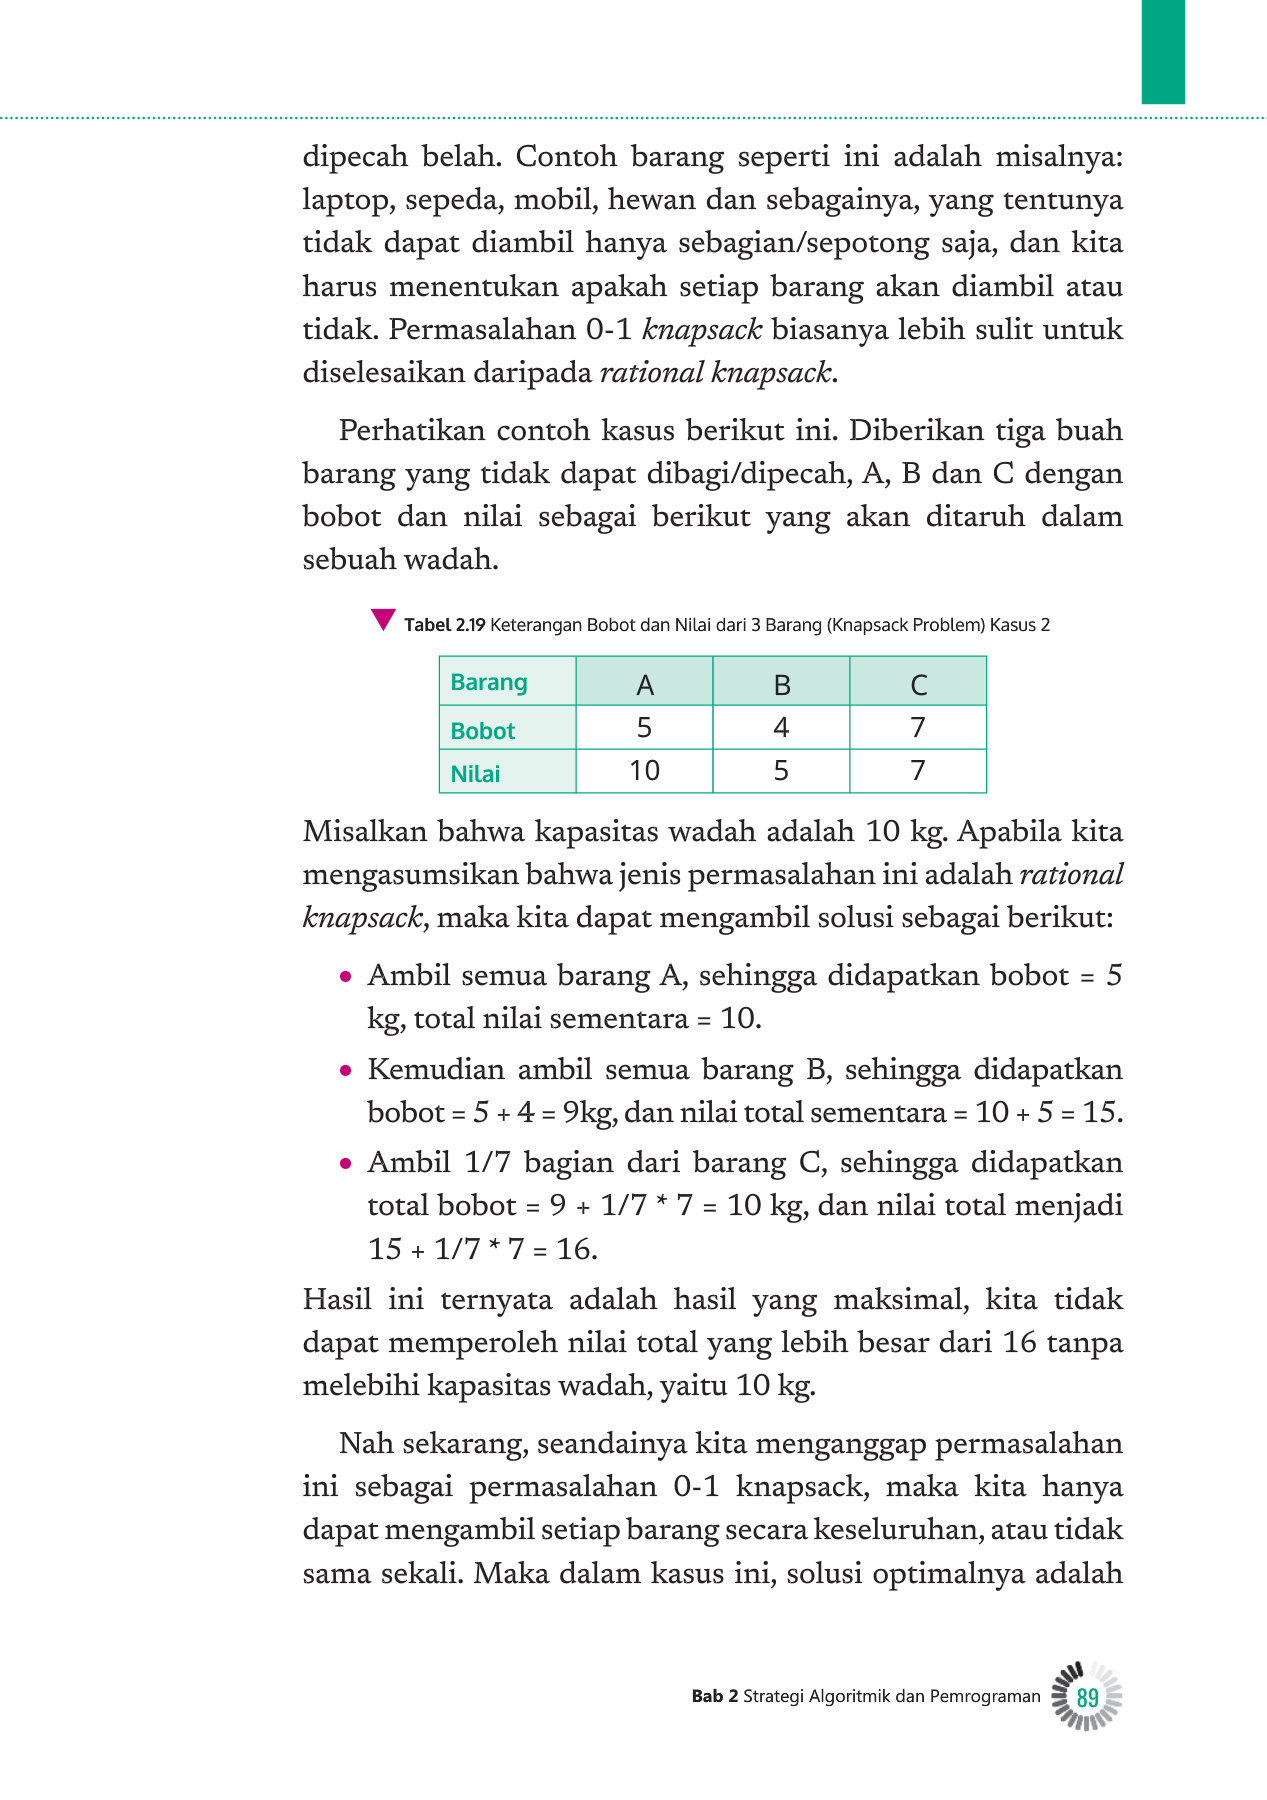 dipecah belah. Contoh barang seperti ini adalah misalnya:
laptop, sepeda, mobil, hewan dan sebagainya, yang tentunya
tidak dapat diambil hanya sebagian/sepotong saja, dan kita
harus menentukan apakah setiap barang akan diambil atau
tidak. Permasalahan 0-1 knapsack biasanya lebih sulit untuk
diselesaikan daripada rational knapsack.
Perhatikan contoh kasus berikut ini. Diberikan tiga buah
barang yang tidak dapat dibagi/dipecah, A, B dan C dengan
bobot dan nilai sebagai berikut yang akan ditaruh dalam
sebuah wadah.
Tabel 2.19 Keterangan Bobot dan Nilai dari 3 Barang (Knapsack Problem) Kasus 2
Barang A B C
Bobot 5 4 7
Nilai 10 5 7
Misalkan bahwa kapasitas wadah adalah 10 kg. Apabila kita
mengasumsikan bahwa jenis permasalahan ini adalah rational
knapsack, maka kita dapat mengambil solusi sebagai berikut:
• Ambil semua barang A, sehingga didapatkan bobot = 5
kg, total nilai sementara = 10.
• Kemudian ambil semua barang B, sehingga didapatkan
bobot = 5 + 4 = 9kg, dan nilai total sementara = 10 + 5 = 15.
• Ambil 1/7 bagian dari barang C, sehingga didapatkan
total bobot = 9 + 1/7 * 7 = 10 kg, dan nilai total menjadi
15 + 1/7 * 7 = 16.
Hasil ini ternyata adalah hasil yang maksimal, kita tidak
dapat memperoleh nilai total yang lebih besar dari 16 tanpa
melebihi kapasitas wadah, yaitu 10 kg.
Nah sekarang, seandainya kita menganggap permasalahan
ini sebagai permasalahan 0-1 knapsack, maka kita hanya
dapat mengambil setiap barang secara keseluruhan, atau tidak
sama sekali. Maka dalam kasus ini, solusi optimalnya adalah
Bab 2 Strategi Algoritmik dan Pemrograman 89